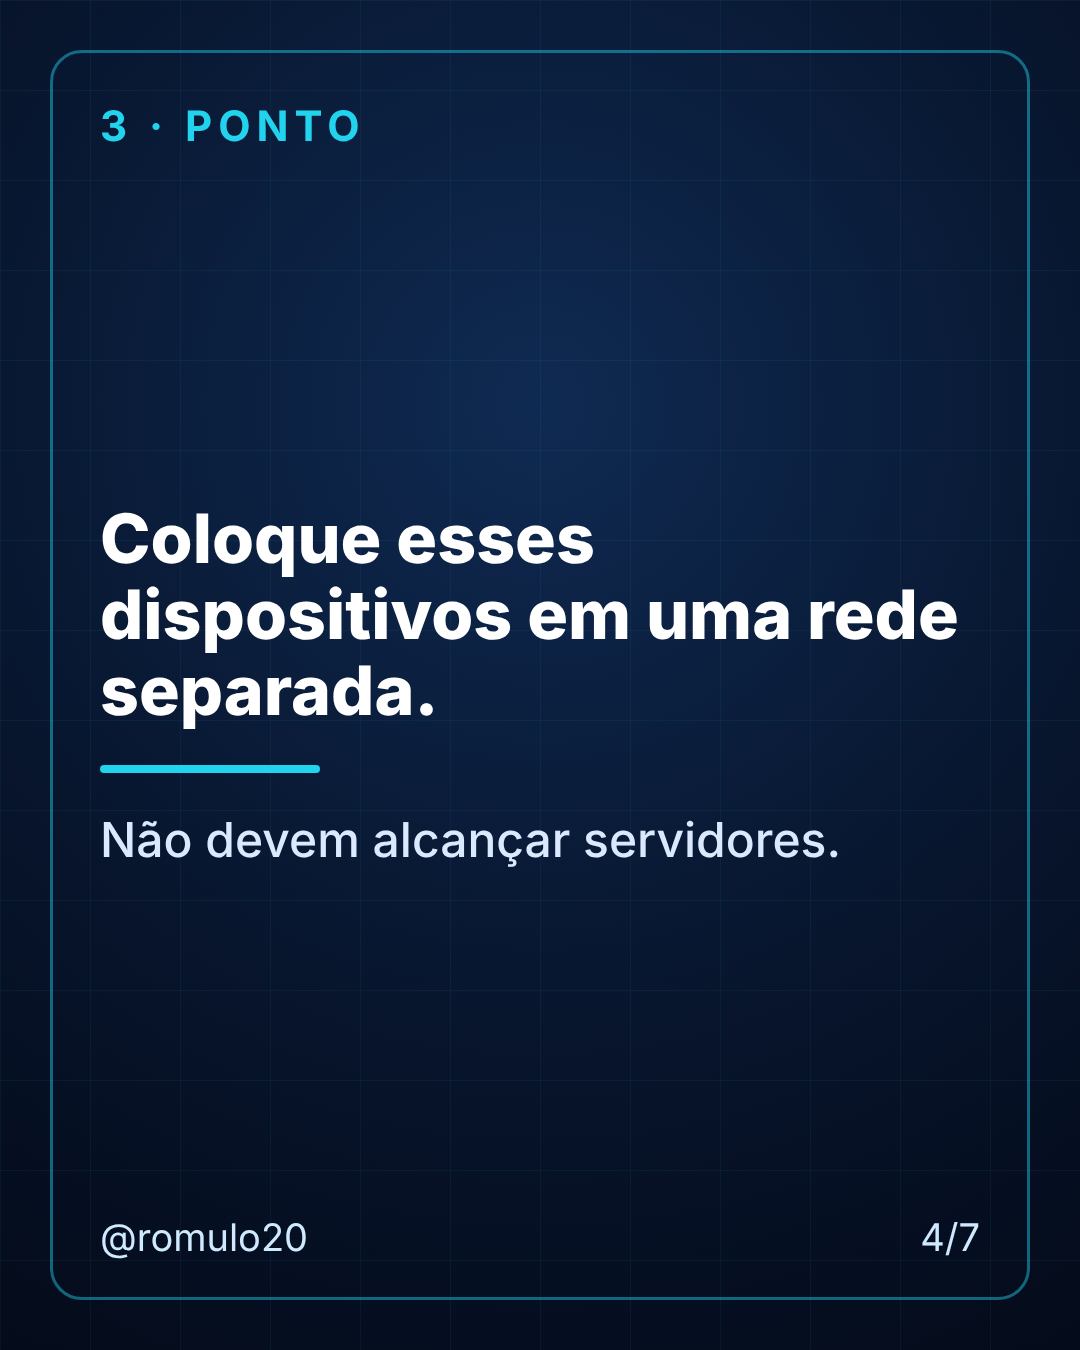 3 · PONTO
Coloque esses
dispositivos em uma rede
separada.
Não devem alcançar servidores.
@romulo20
4/7